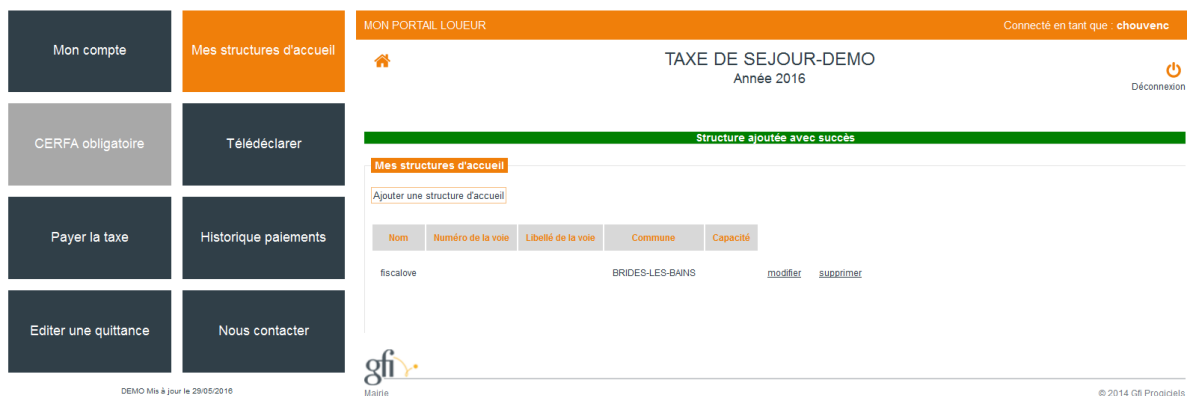 Mon compte
Mes structures d'accueil
CERFA obligatoire
Télédéclarer
Payer la taxe
Historique paiements
Editer une quittance
Nous contacter
DEMO Mis à jour le 29/05/2016
MON PORTAIL LOUEUR
Connecté en tant que : chouvenc
TAXE DE SEJOUR-DEMO
Année 2016
Déconnexion
Structure ajoutée avec succès
Mes structures d'accueil
Ajouter une structure d'accueil
Nom Numéro de la voie Libellé de la voie Commune Capacité
fiscalove BRIDES-LES-BAINS modifier supprimer
gfi
Mairie
© 2014 Gfi Progiciels